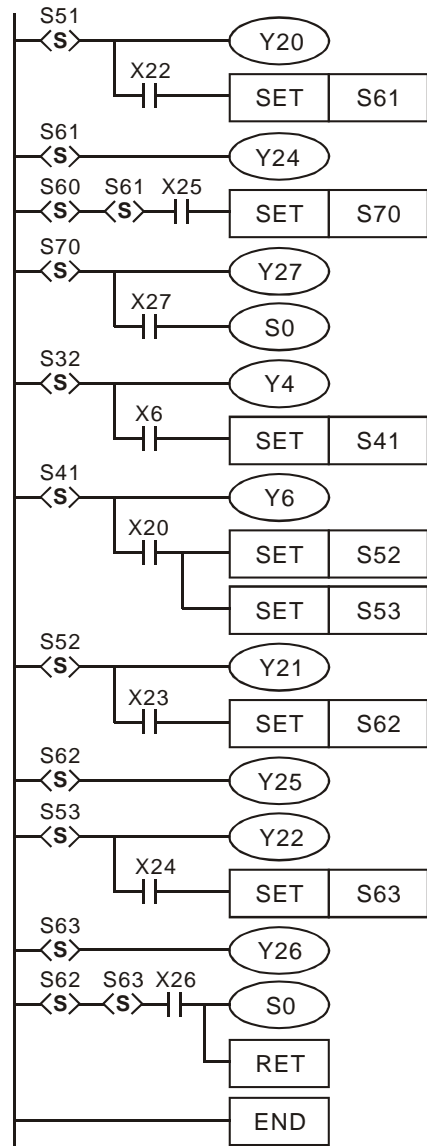 S51
S Y20
X22
SET S61
S61
S Y24
S60 S61 X25
S S SET S70
S70
S Y27
X27
S0
S32
S Y4
X6
SET S41
S41
S Y6
X20
SET S52
SET S53
S52
S Y21
X23
SET S62
S62
S Y25
S53
S Y22
X24
SET S63
S63
S Y26
S62 S63 X26
S S S0
RET
END